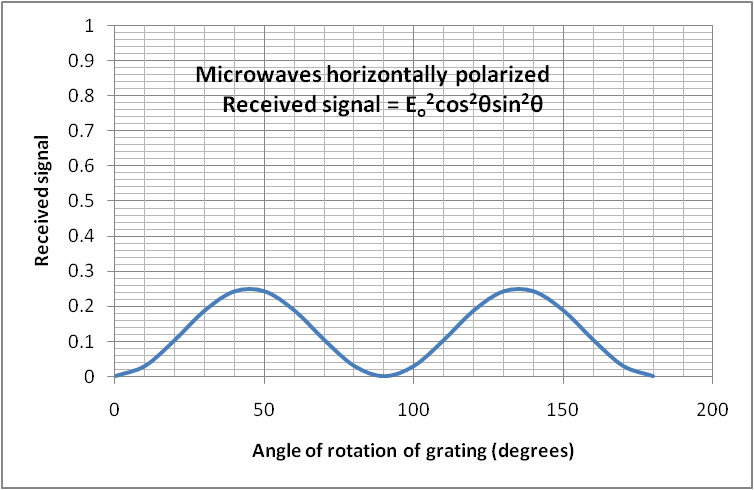 Microwaves horizontally polarized
Received signal = Eo²cos²θsin²θ
Received signal
1
0.9
0.8
0.7
0.6
0.5
0.4
0.3
0.2
0.1
0
0 50 100 150 200
Angle of rotation of grating (degrees)